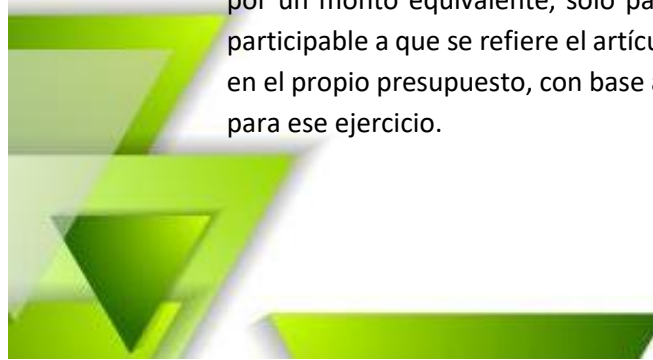 por un monto equivalente, sólo pa
participable a que se refiere el artícu
en el propio presupuesto, con base a
para ese ejercicio.